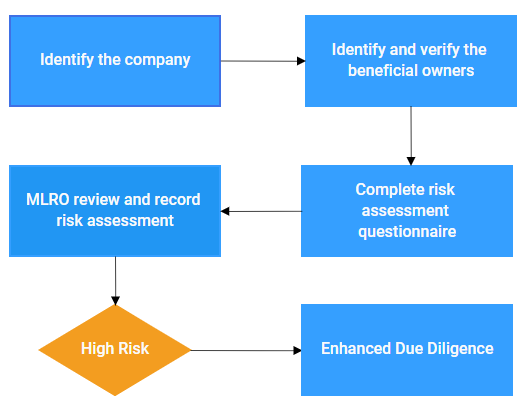 Identify the company
Identify and verify the
beneficial owners
Complete risk
assessment
questionnaire
MLRO review and record
risk assessment
High Risk
Enhanced Due Diligence